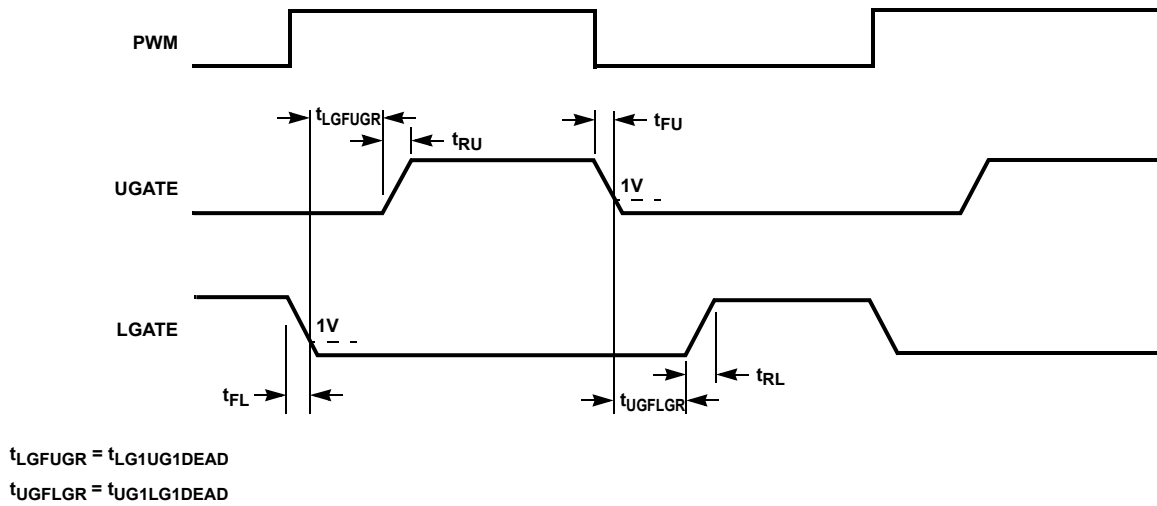 PWM
tLGFUGR
tFU
tRU
UGATE
1V
LGATE
1V
tFL
tRL
tUGFLGR
tLGFUGR = tLG1UG1DEAD
tUGFLGR = tUG1LG1DEAD